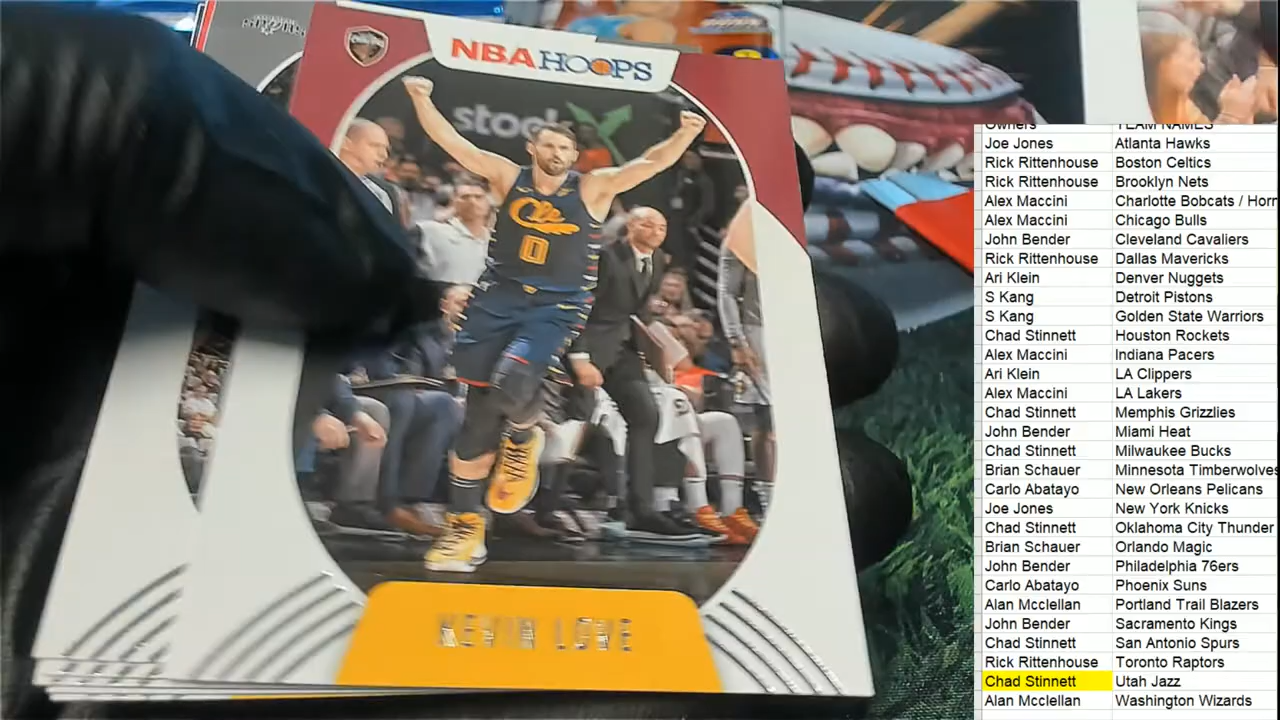 NBA HOOPS
stock
Cle
0
KEVIN LOVE
Owners TEAM NAMES
Joe Jones Atlanta Hawks
Rick Rittenhouse Boston Celtics
Rick Rittenhouse Brooklyn Nets
Alex Maccini Charlotte Bobcats / Horr
Alex Maccini Chicago Bulls
John Bender Cleveland Cavaliers
Rick Rittenhouse Dallas Mavericks
Ari Klein Denver Nuggets
S Kang Detroit Pistons
S Kang Golden State Warriors
Chad Stinnett Houston Rockets
Alex Maccini Indiana Pacers
Ari Klein LA Clippers
Alex Maccini LA Lakers
Chad Stinnett Memphis Grizzlies
John Bender Miami Heat
Chad Stinnett Milwaukee Bucks
Brian Schauer Minnesota Timberwolves
Carlo Abatayo New Orleans Pelicans
Joe Jones New York Knicks
Chad Stinnett Oklahoma City Thunder
Brian Schauer Orlando Magic
John Bender Philadelphia 76ers
Carlo Abatayo Phoenix Suns
Alan Mcclellan Portland Trail Blazers
John Bender Sacramento Kings
Chad Stinnett San Antonio Spurs
Rick Rittenhouse Toronto Raptors
Chad Stinnett Utah Jazz
Alan Mcclellan Washington Wizards